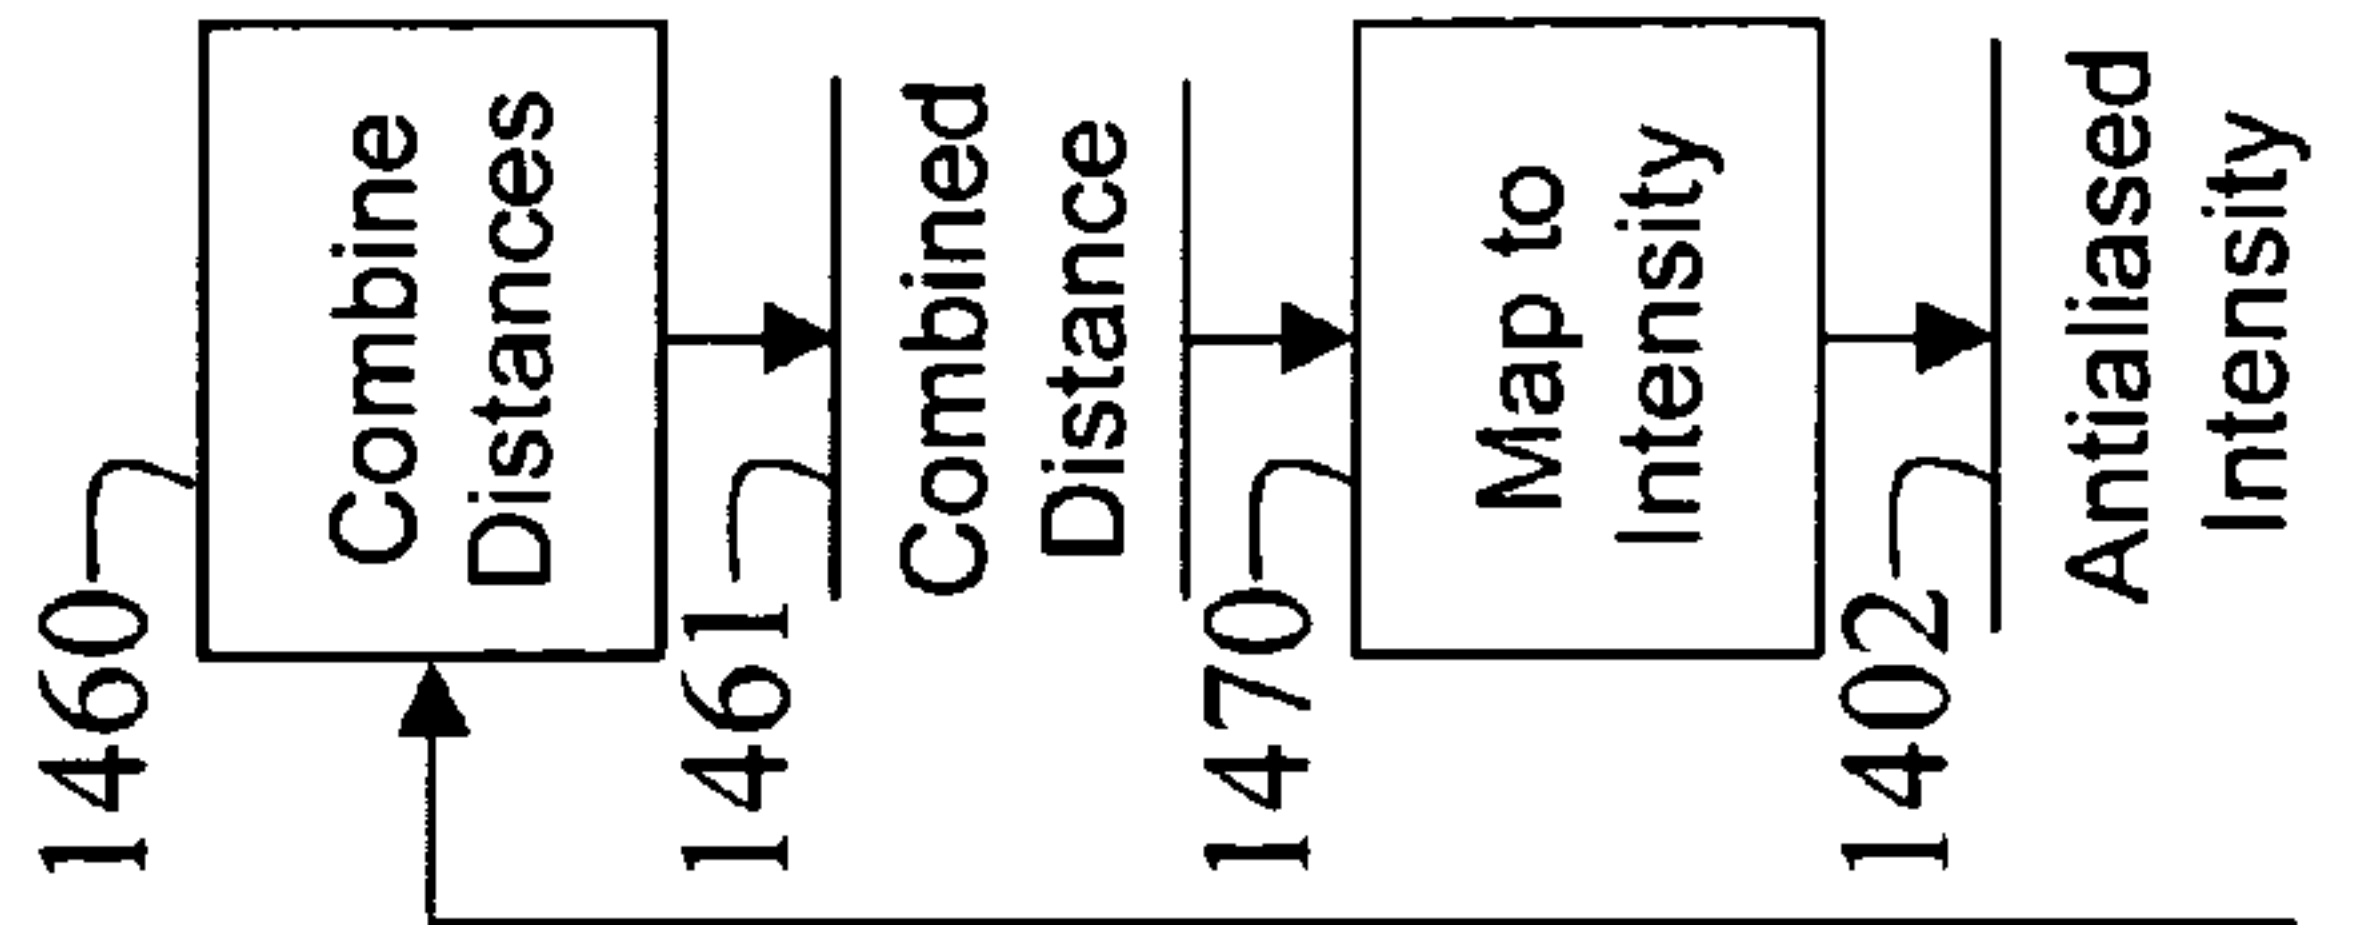 1460
Combine
Distances
1461
Combined
Distance
1470
Map to
Intensity
1402
Antialiased
Intensity